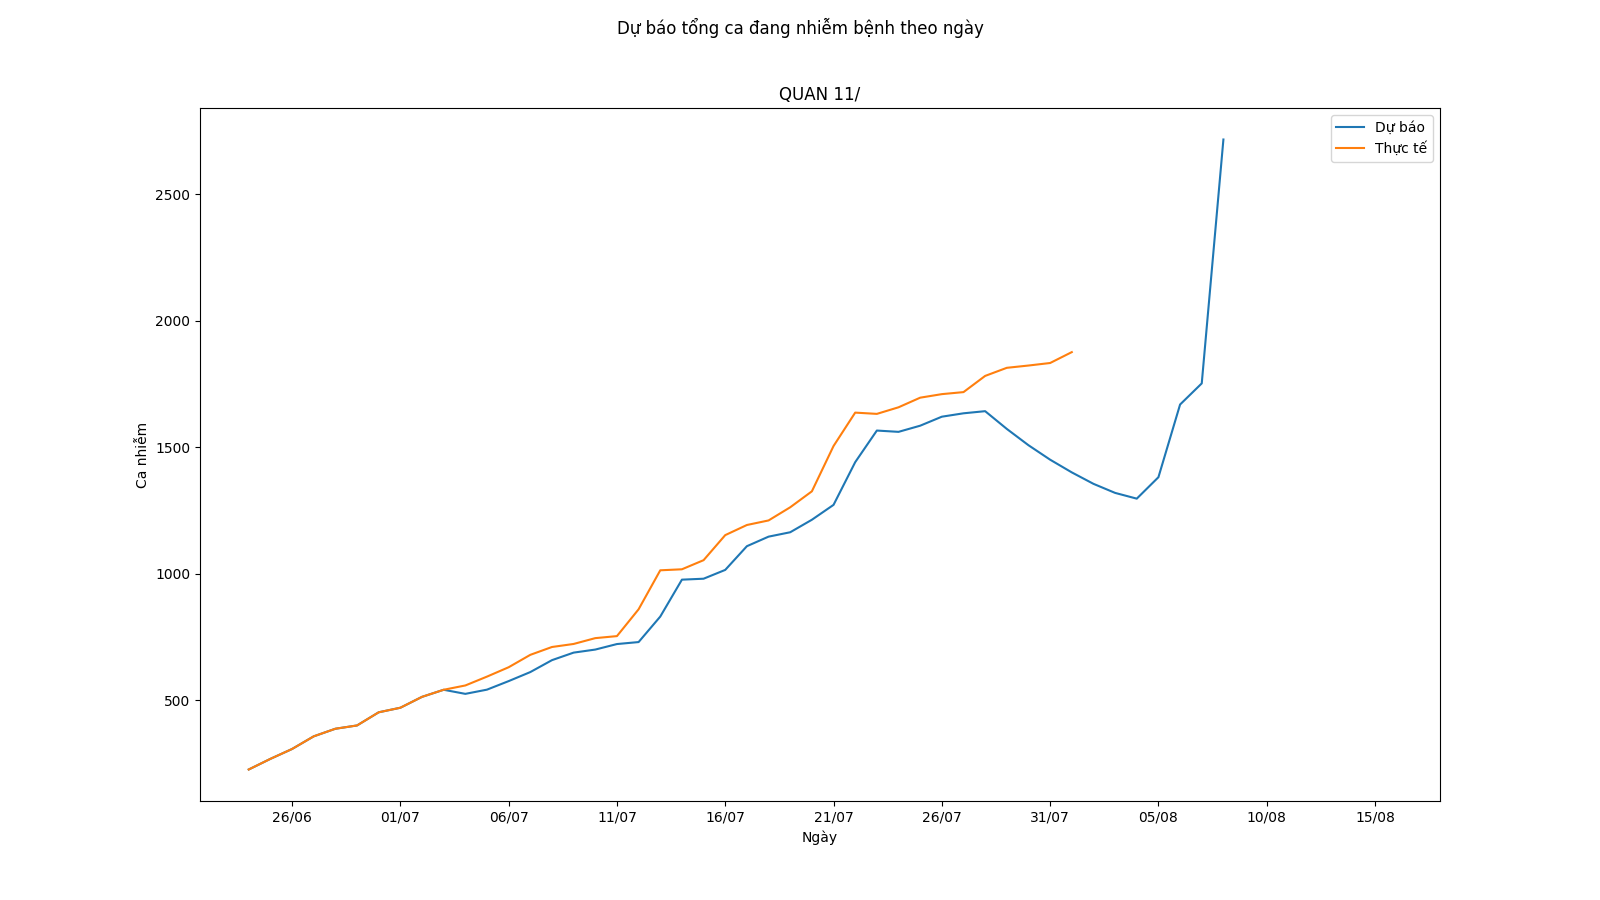 Dự báo tổng ca đang nhiễm bệnh theo ngày
QUAN 11/
Dự báo
Thực tế
2500
2000
1500
1000
500
Ca nhiễm
26/06 01/07 06/07 11/07 16/07 21/07 26/07 31/07 05/08 10/08 15/08
Ngày